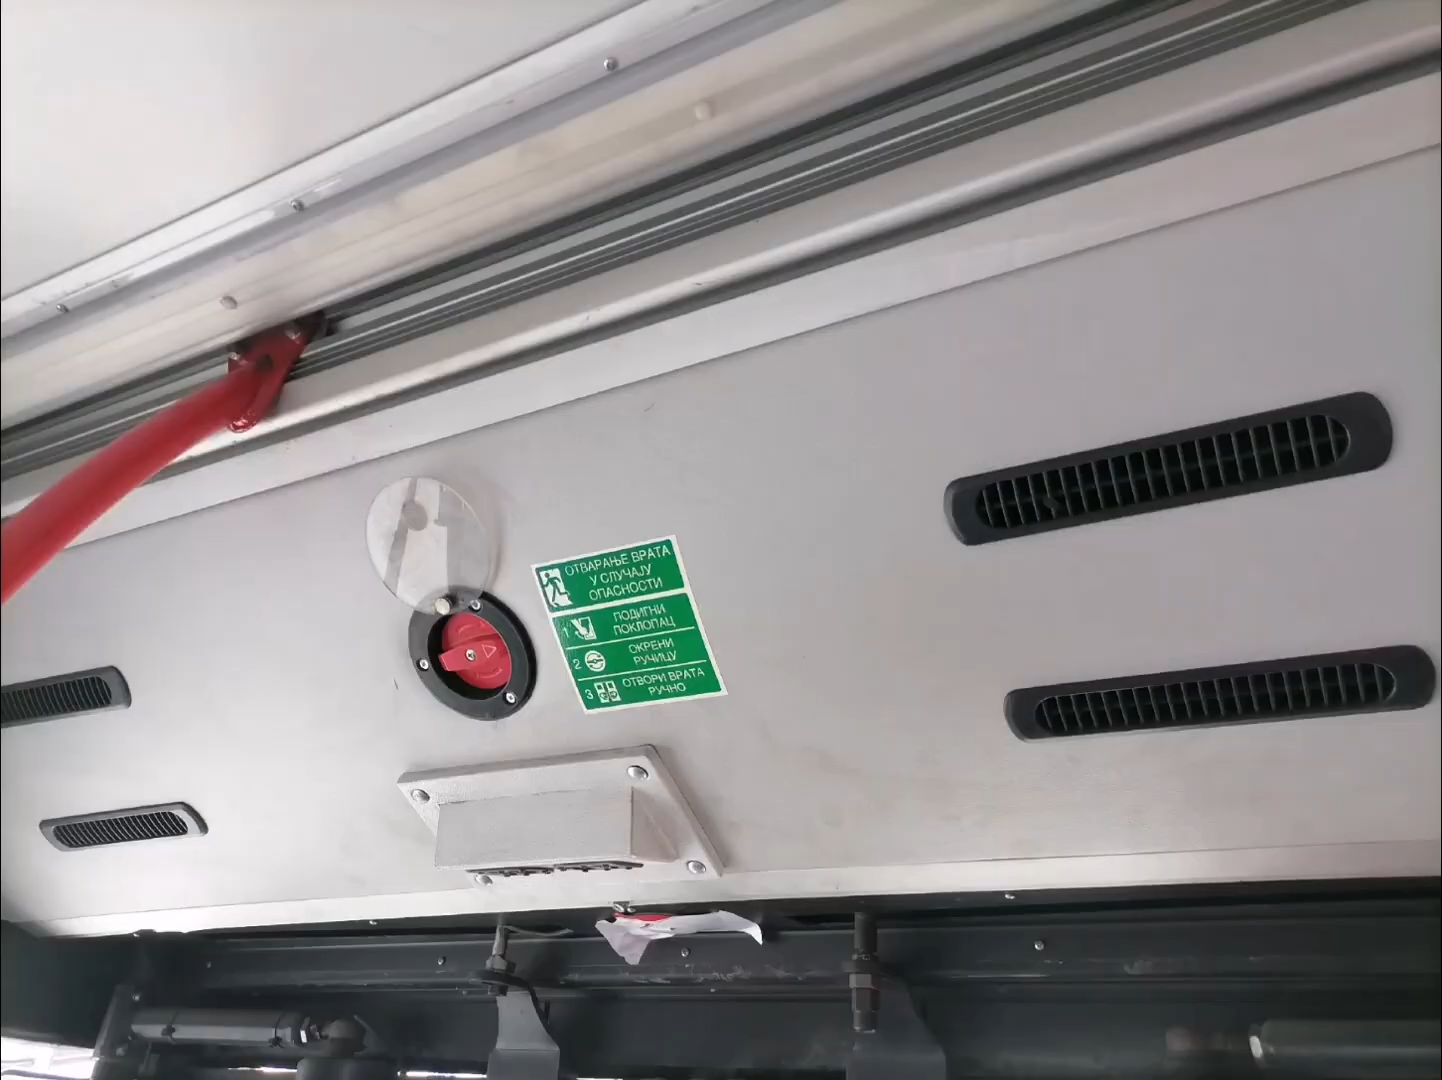 ОТВАРАЊЕ ВРАТА
У СЛУЧАЈУ
ОПАСНОСТИ
1 ПОДИГНИ
ПОКЛОПАЦ
2 ОКРЕНИ
РУЧИЦУ
3 ОТВОРИ ВРАТА
РУЧНО